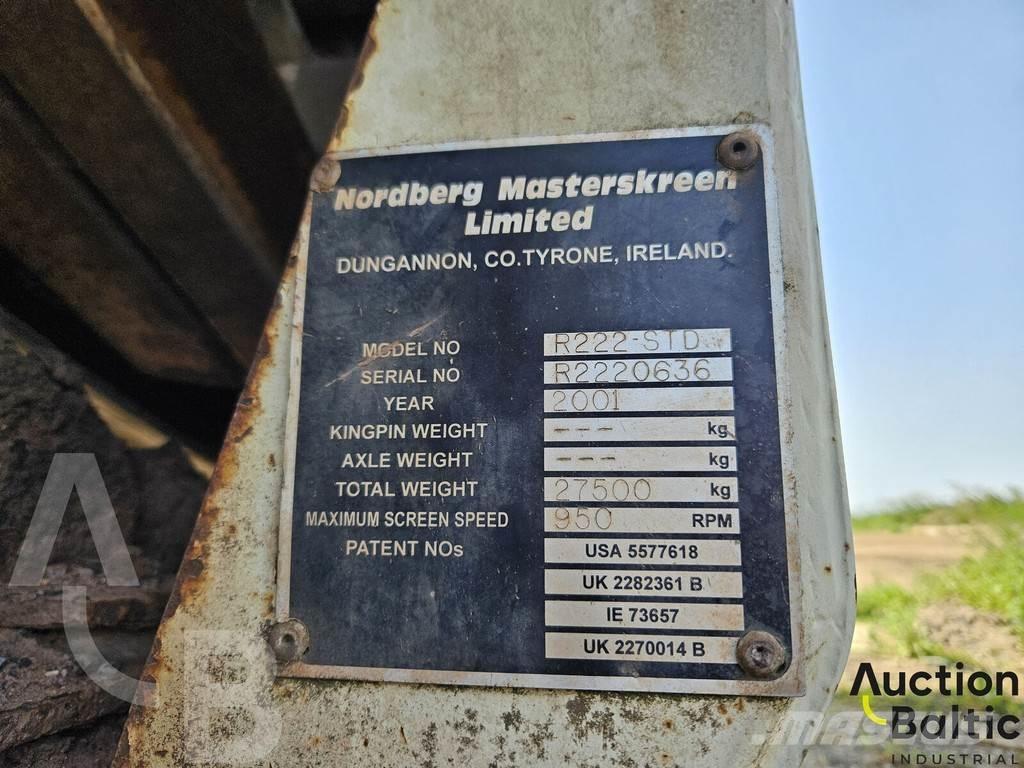 Nordberg Masterskreen
Limited
DUNGANNON, CO.TYRONE, IRELAND.
MODEL NO R222-STD
SERIAL NO R2220636
YEAR 2001
KINGPIN WEIGHT --- kg
AXLE WEIGHT --- kg
TOTAL WEIGHT 27500 kg
MAXIMUM SCREEN SPEED 950 RPM
PATENT NOs USA 5577618
UK 2282361 B
IE 73657
UK 2270014 B
AB
Auction
Baltic
INDUSTRIAL